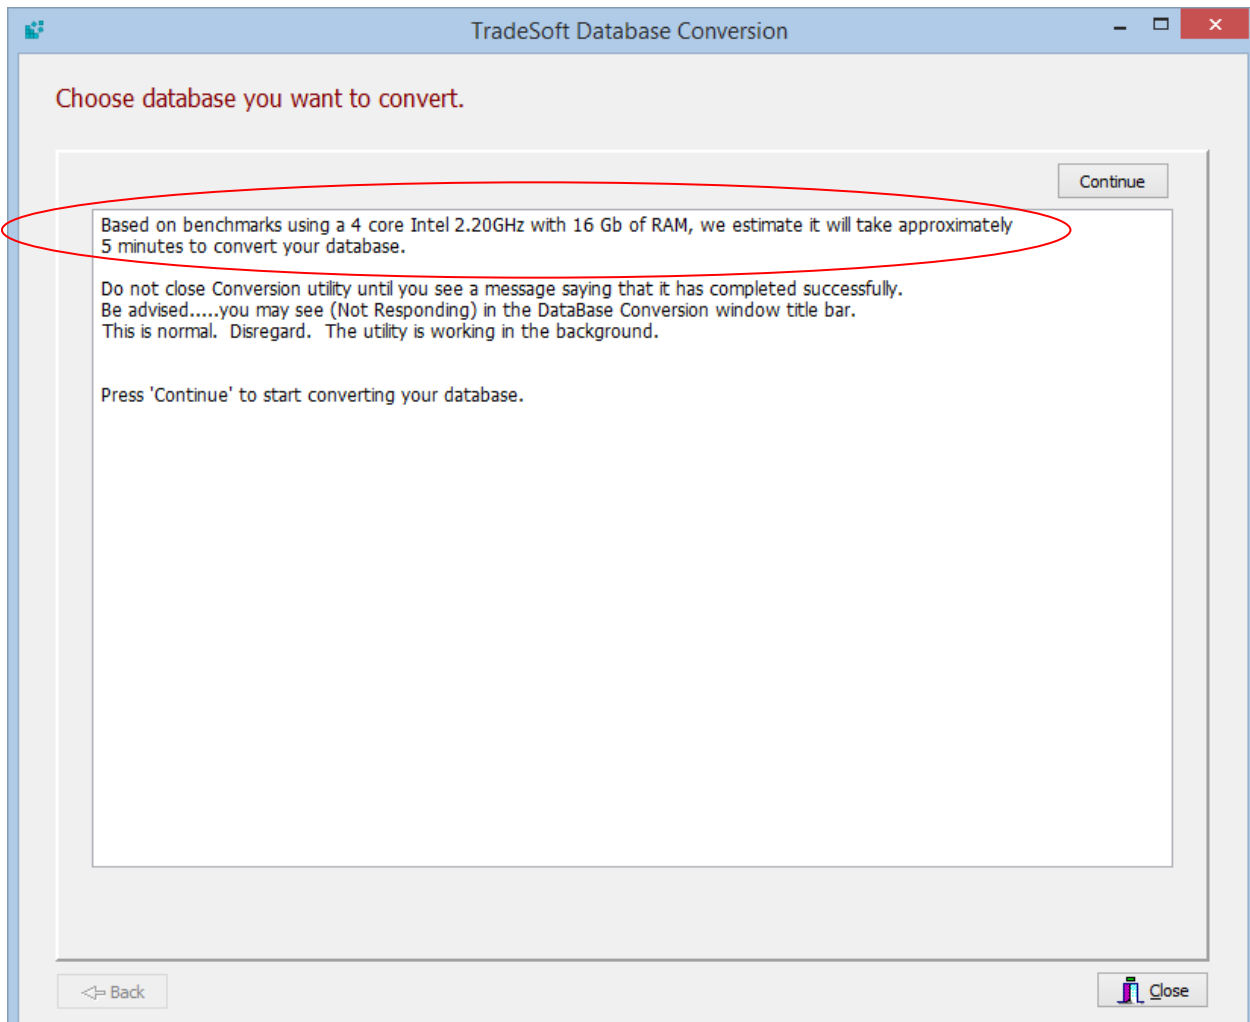 TradeSoft Database Conversion
Choose database you want to convert.
Continue
Based on benchmarks using a 4 core Intel 2.20GHz with 16 Gb of RAM, we estimate it will take approximately
5 minutes to convert your database.
Do not close Conversion utility until you see a message saying that it has completed successfully.
Be advised.....you may see (Not Responding) in the DataBase Conversion window title bar.
This is normal.  Disregard.  The utility is working in the background.
Press 'Continue' to start converting your database.
Back
Close